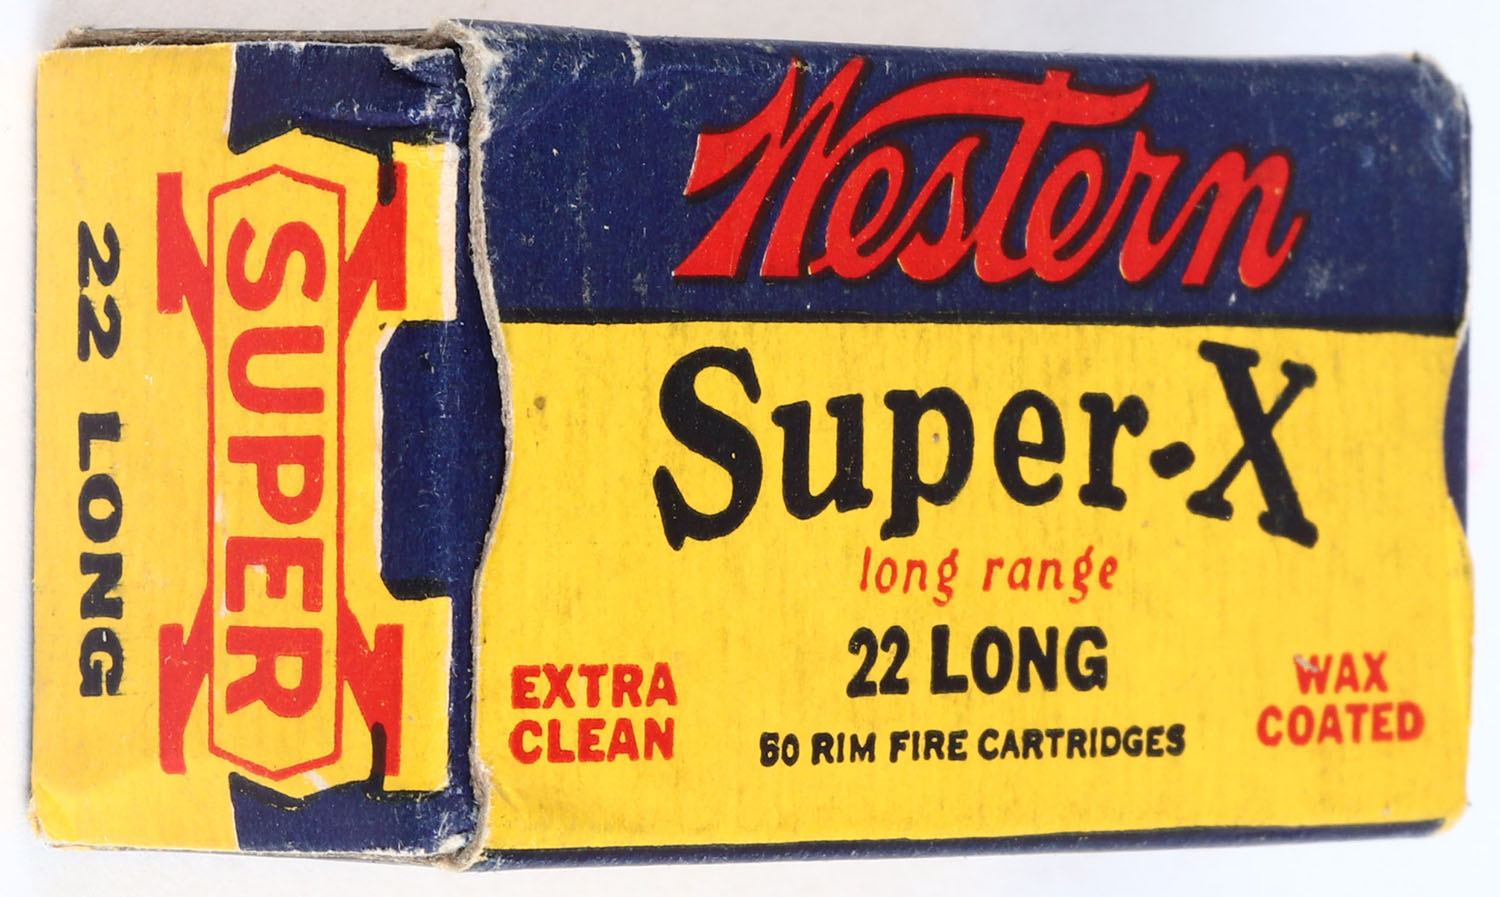 Western
Super-X
long range
22 LONG
EXTRA
CLEAN
50 RIM FIRE CARTRIDGES
WAX
COATED
SUPER
X
22 LONG